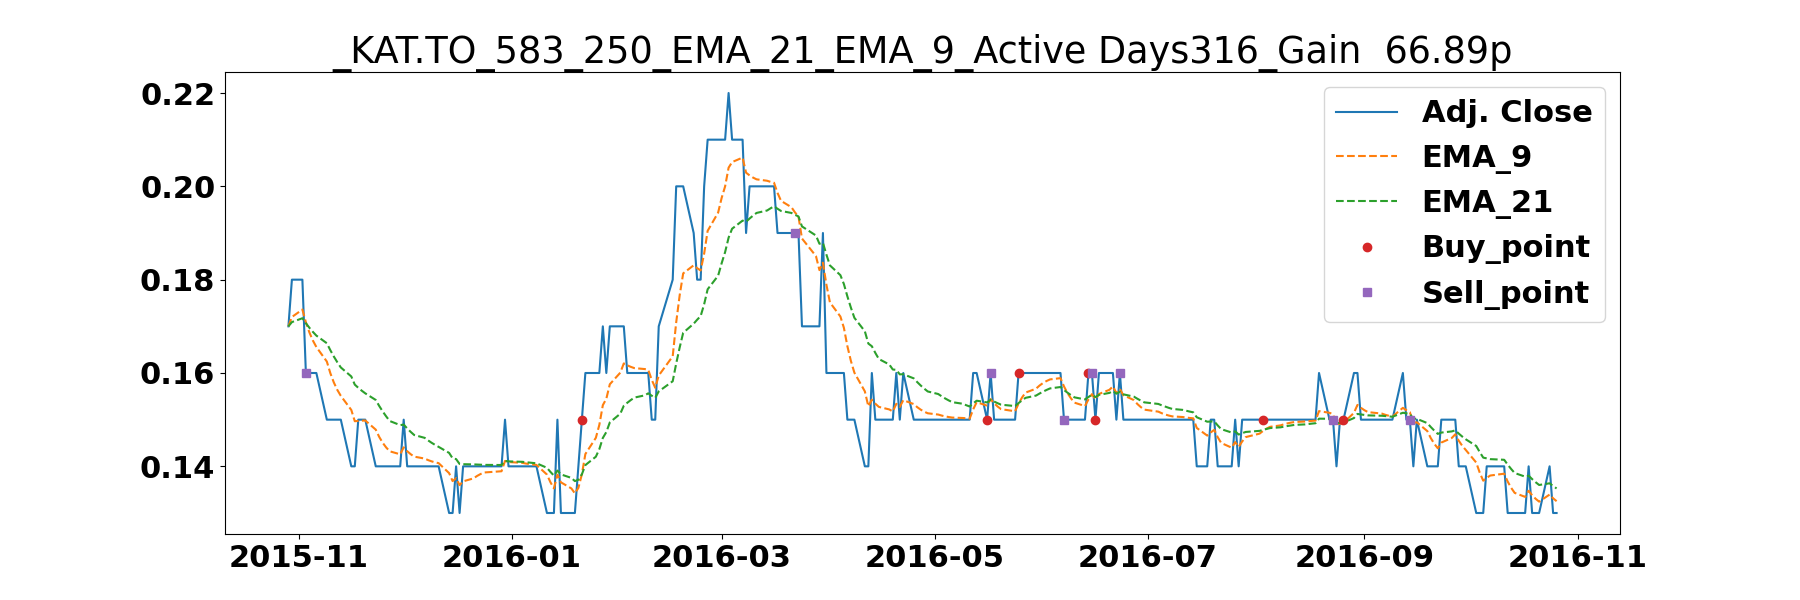 _KAT.TO_583_250_EMA_21_EMA_9_Active Days316_Gain  66.89p
0.22
0.20
0.18
0.16
0.14
2015-11 2016-01 2016-03 2016-05 2016-07 2016-09 2016-11
Adj. Close
EMA_9
EMA_21
Buy_point
Sell_point